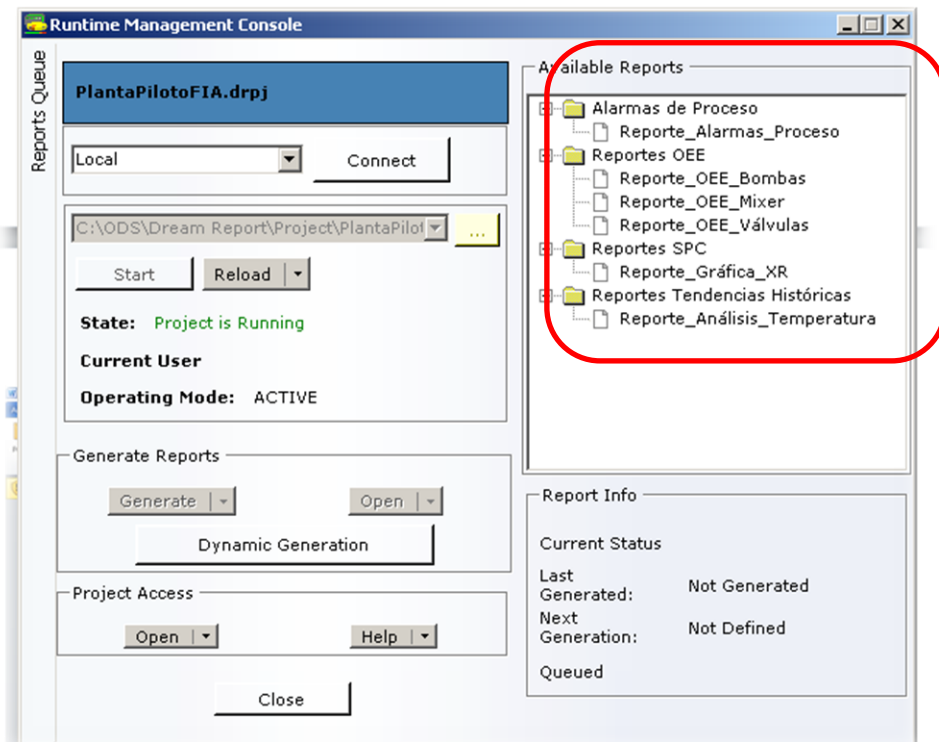 Runtime Management Console
Reports Queue
PlantaPilotoFIA.drpj
Local
Connect
C:\ODS\Dream Report\Project\PlantaPilot
...
Start
Reload
State: Project is Running
Current User
Operating Mode: ACTIVE
Generate Reports
Generate
Open
Dynamic Generation
Project Access
Open
Help
Close
Available Reports
Alarmas de Proceso
Reporte_Alarmas_Proceso
Reportes OEE
Reporte_OEE_Bombas
Reporte_OEE_Mixer
Reporte_OEE_Válvulas
Reportes SPC
Reporte_Gráfica_XR
Reportes Tendencias Históricas
Reporte_Análisis_Temperatura
Report Info
Current Status
Last
Generated: Not Generated
Next
Generation: Not Defined
Queued